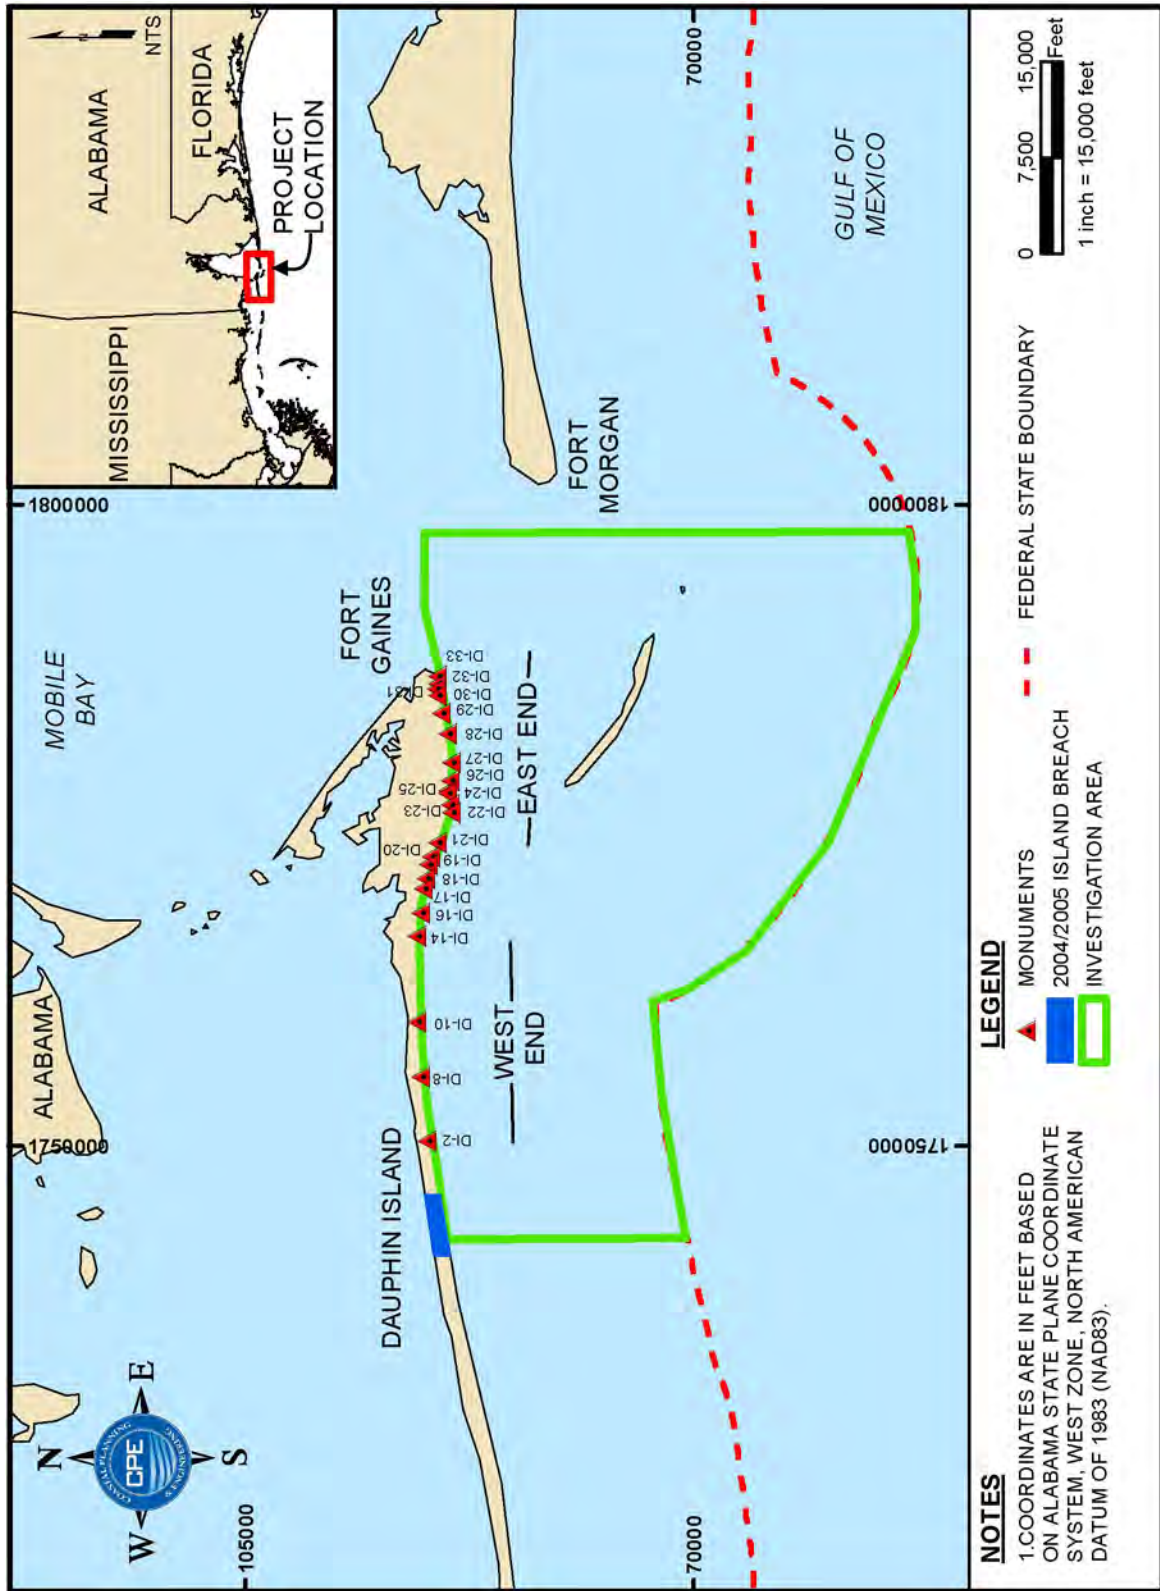 N
W
E
S
COASTAL PLANNING
& ENGINEERING
CPE
MOBILE
BAY
ALABAMA
DAUPHIN ISLAND
FORT
GAINES
FORT
MORGAN
GULF OF
MEXICO
WEST
END
EAST END
DI-2
DI-8
DI-10
DI-14
DI-16
DI-17
DI-18
DI-19
DI-20
DI-21
DI-22
DI-23
DI-24
DI-25
DI-26
DI-27
DI-28
DI-29
DI-30
DI-31
DI-32
DI-33
1750000
1800000
105000
70000
1750000
1800000
70000
MISSISSIPPI
ALABAMA
FLORIDA
PROJECT
LOCATION
N
NTS
NOTES
1.COORDINATES ARE IN FEET BASED
ON ALABAMA STATE PLANE COORDINATE
SYSTEM, WEST ZONE, NORTH AMERICAN
DATUM OF 1983 (NAD83).
LEGEND
MONUMENTS
2004/2005 ISLAND BREACH
INVESTIGATION AREA
FEDERAL STATE BOUNDARY
0 7,500 15,000
Feet
1 inch = 15,000 feet